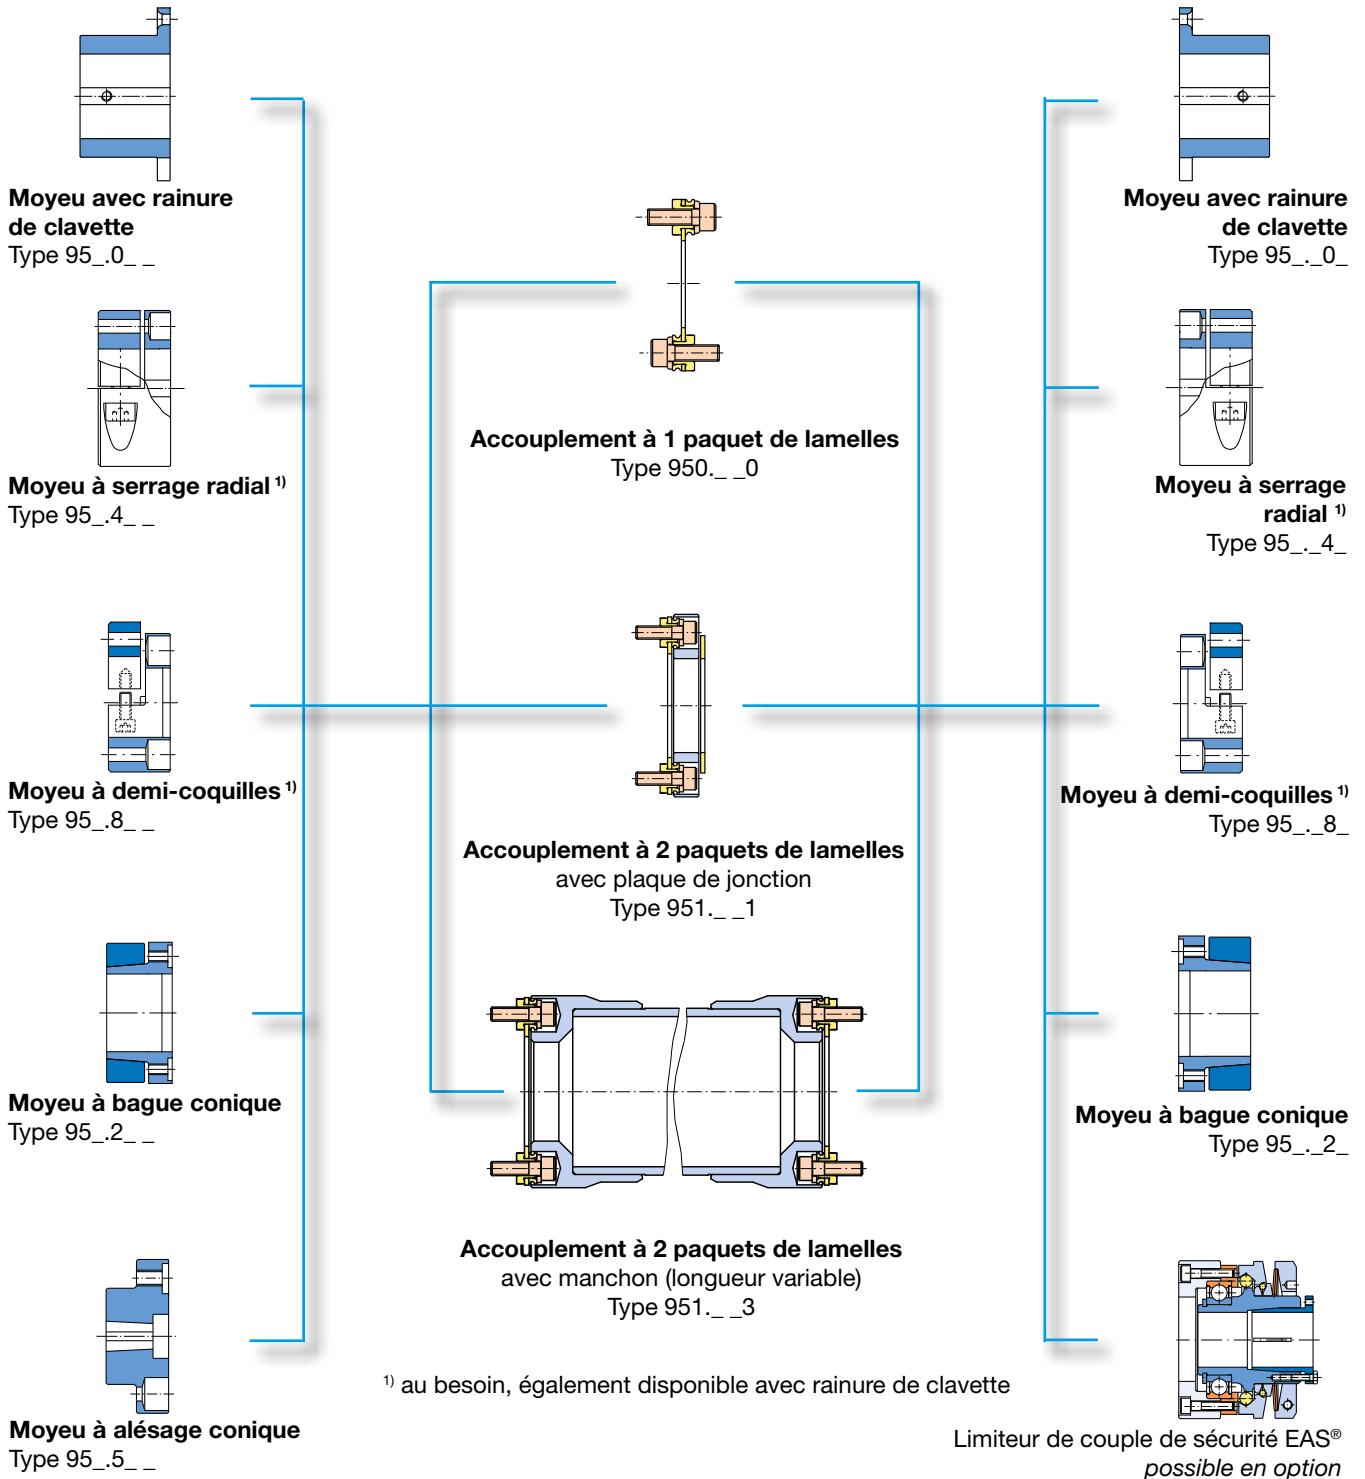 Moyeu avec rainure
de clavette
Type 95_.0_ _
Moyeu à serrage radial 1)
Type 95_.4_ _
Moyeu à demi-coquilles 1)
Type 95_.8_ _
Moyeu à bague conique
Type 95_.2_ _
Moyeu à alésage conique
Type 95_.5_ _
Accouplement à 1 paquet de lamelles
Type 950._ _0
Accouplement à 2 paquets de lamelles
avec plaque de jonction
Type 951._ _1
Accouplement à 2 paquets de lamelles
avec manchon (longueur variable)
Type 951._ _3
1) au besoin, également disponible avec rainure de clavette
Moyeu avec rainure
de clavette
Type 95_._0_
Moyeu à serrage
radial 1)
Type 95_._4_
Moyeu à demi-coquilles 1)
Type 95_._8_
Moyeu à bague conique
Type 95_._2_
Limiteur de couple de sécurité EAS®
possible en option